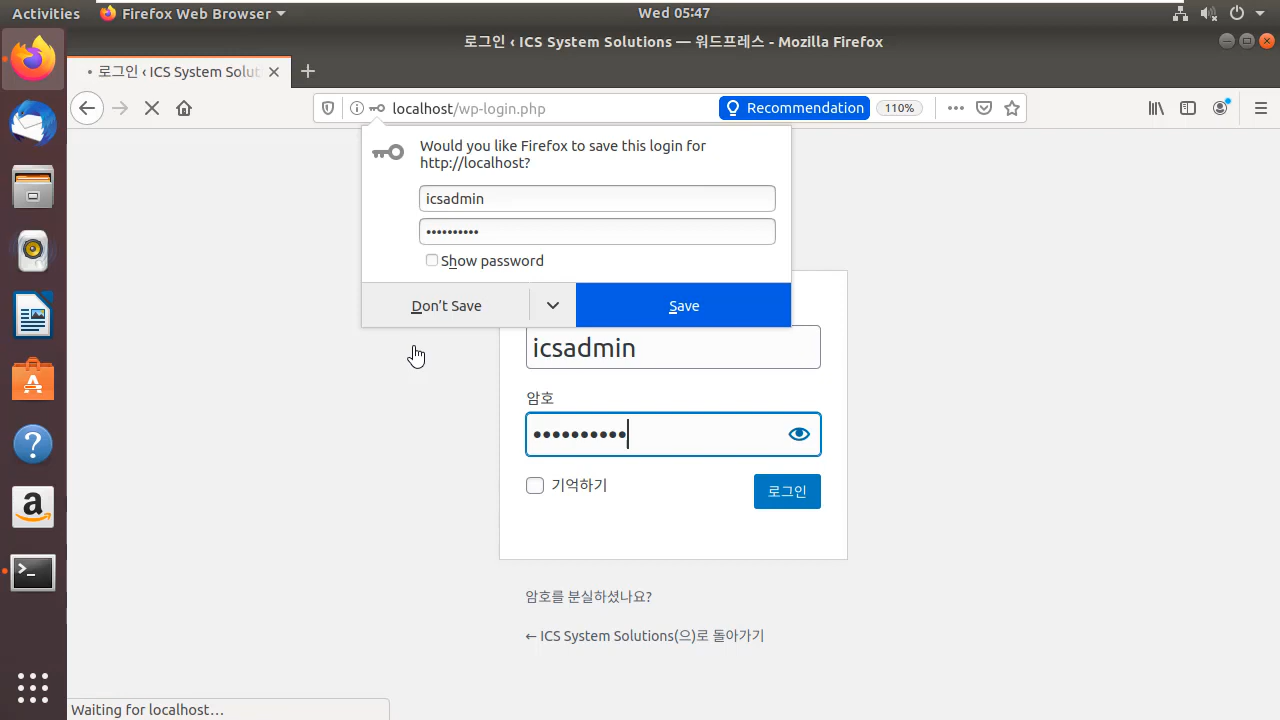 Activities
Firefox Web Browser
Wed 05:47
로그인 ‹ ICS System Solutions — 워드프레스 - Mozilla Firefox
로그인 ‹ ICS System Solut
localhost/wp-login.php
Recommendation
110%
Would you like Firefox to save this login for
http://localhost?
icsadmin
••••••••••
Show password
Don't Save
Save
icsadmin
암호
••••••••••
기억하기
로그인
암호를 분실하셨나요?
← ICS System Solutions(으)로 돌아가기
Waiting for localhost…